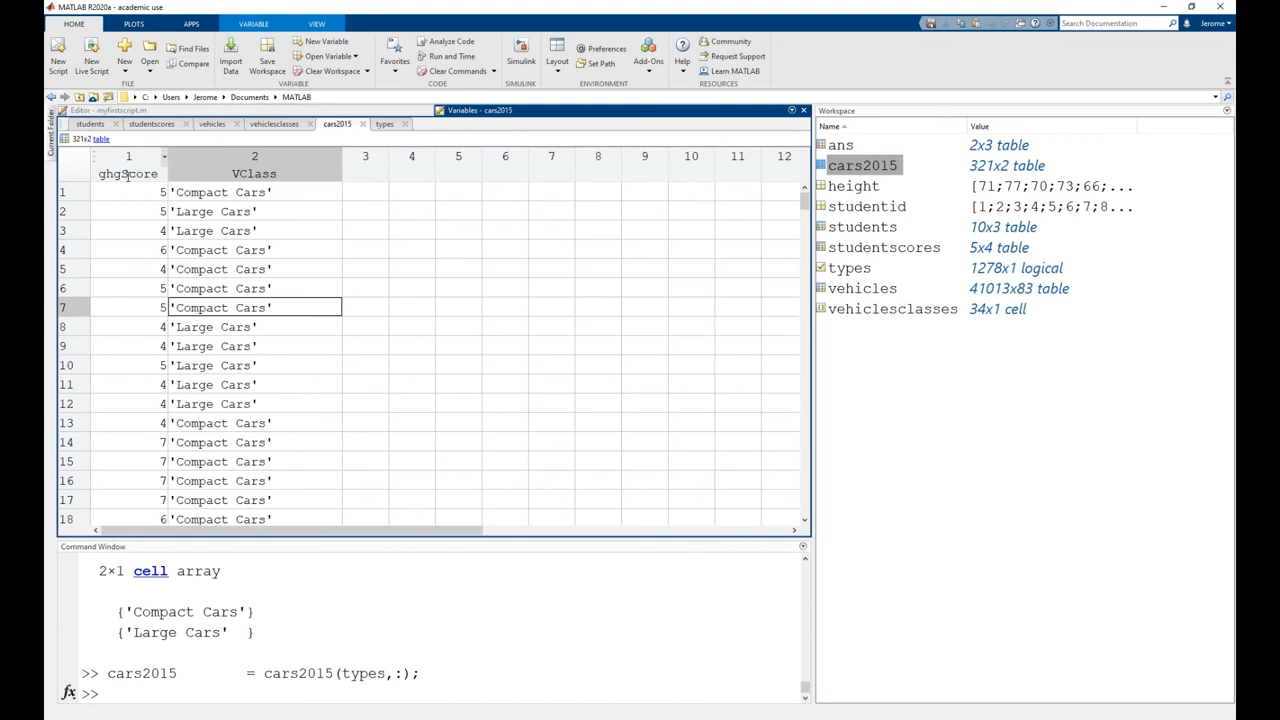 MATLAB R2020a - academic use
HOME PLOTS APPS VARIABLE VIEW
Search Documentation
Jerome
New Script
New Live Script
New
Open
Find Files
Compare
Import Data
Save Workspace
New Variable
Open Variable
Clear Workspace
Favorites
Analyze Code
Run and Time
Clear Commands
Simulink
Layout
Preferences
Set Path
Add-Ons
Help
Community
Request Support
Learn MATLAB
FILE VARIABLE CODE SIMULINK ENVIRONMENT RESOURCES
C: Users Jerome Documents MATLAB
Current Folder
Editor - myfirstscript.m
Variables - cars2015
students studentscores vehicles vehiclesclasses cars2015 types
321x2 table
1 2 3 4 5 6 7 8 9 10 11 12
ghgScore VClass
1 5 'Compact Cars'
2 5 'Large Cars'
3 4 'Large Cars'
4 6 'Compact Cars'
5 4 'Compact Cars'
6 5 'Compact Cars'
7 5 'Compact Cars'
8 4 'Large Cars'
9 4 'Large Cars'
10 5 'Large Cars'
11 4 'Large Cars'
12 4 'Large Cars'
13 4 'Compact Cars'
14 7 'Compact Cars'
15 7 'Compact Cars'
16 7 'Compact Cars'
17 7 'Compact Cars'
18 6 'Compact Cars'
Command Window
2×1 cell array
{'Compact Cars'}
{'Large Cars'  }
>> cars2015 = cars2015(types,:);
fx >>
Workspace
Name Value
ans 2x3 table
cars2015 321x2 table
height [71;77;70;73;66;...
studentid [1;2;3;4;5;6;7;8...
students 10x3 table
studentscores 5x4 table
types 1278x1 logical
vehicles 41013x83 table
vehiclesclasses 34x1 cell